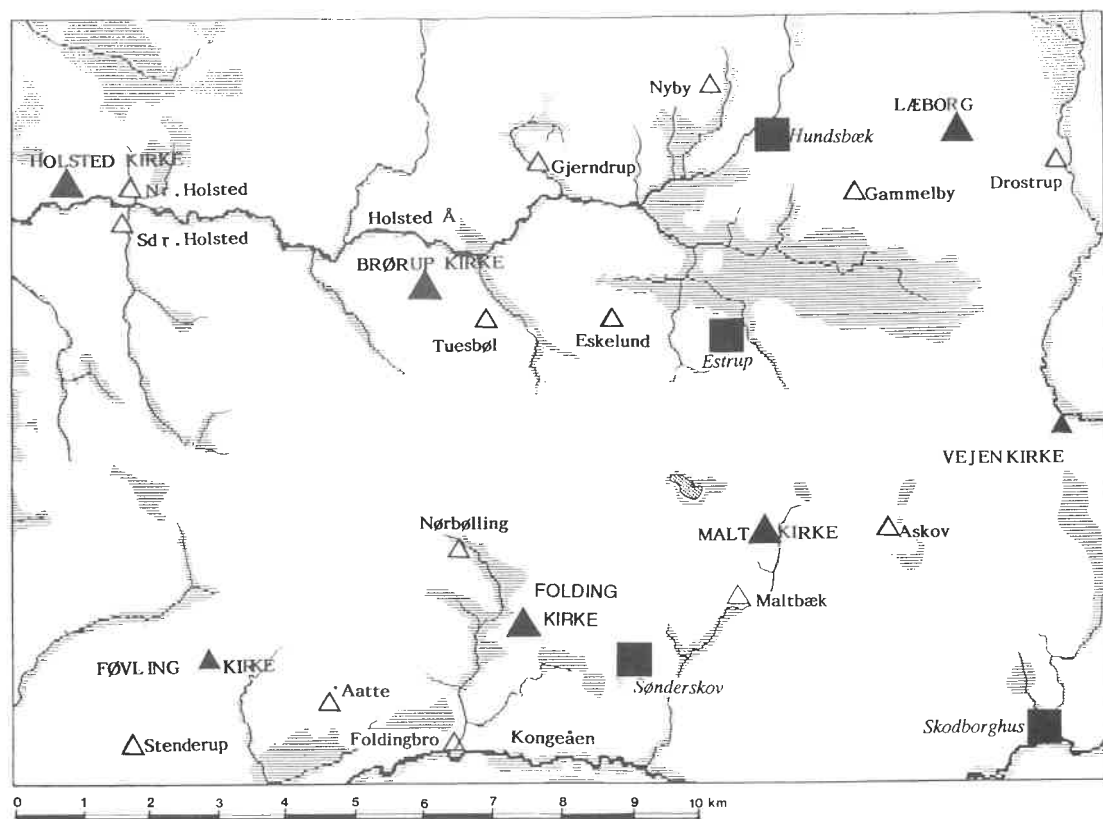 Nyby
LÆBORG
Hundsbæk
HOLSTED KIRKE
Gjerndrup
Drostrup
Nr. Holsted
Gammelby
Holsted Å
Sdr. Holsted
BRØRUP KIRKE
Tuesbøl
Eskelund
Estrup
VEJEN KIRKE
Nørbølling
MALT KIRKE
Askov
FOLDING
KIRKE
Maltbæk
FØVLING KIRKE
Aatte
Sønderskov
Stenderup
Foldingbro
Kongeåen
Skodborghus
0 1 2 3 4 5 6 7 8 9 10 km